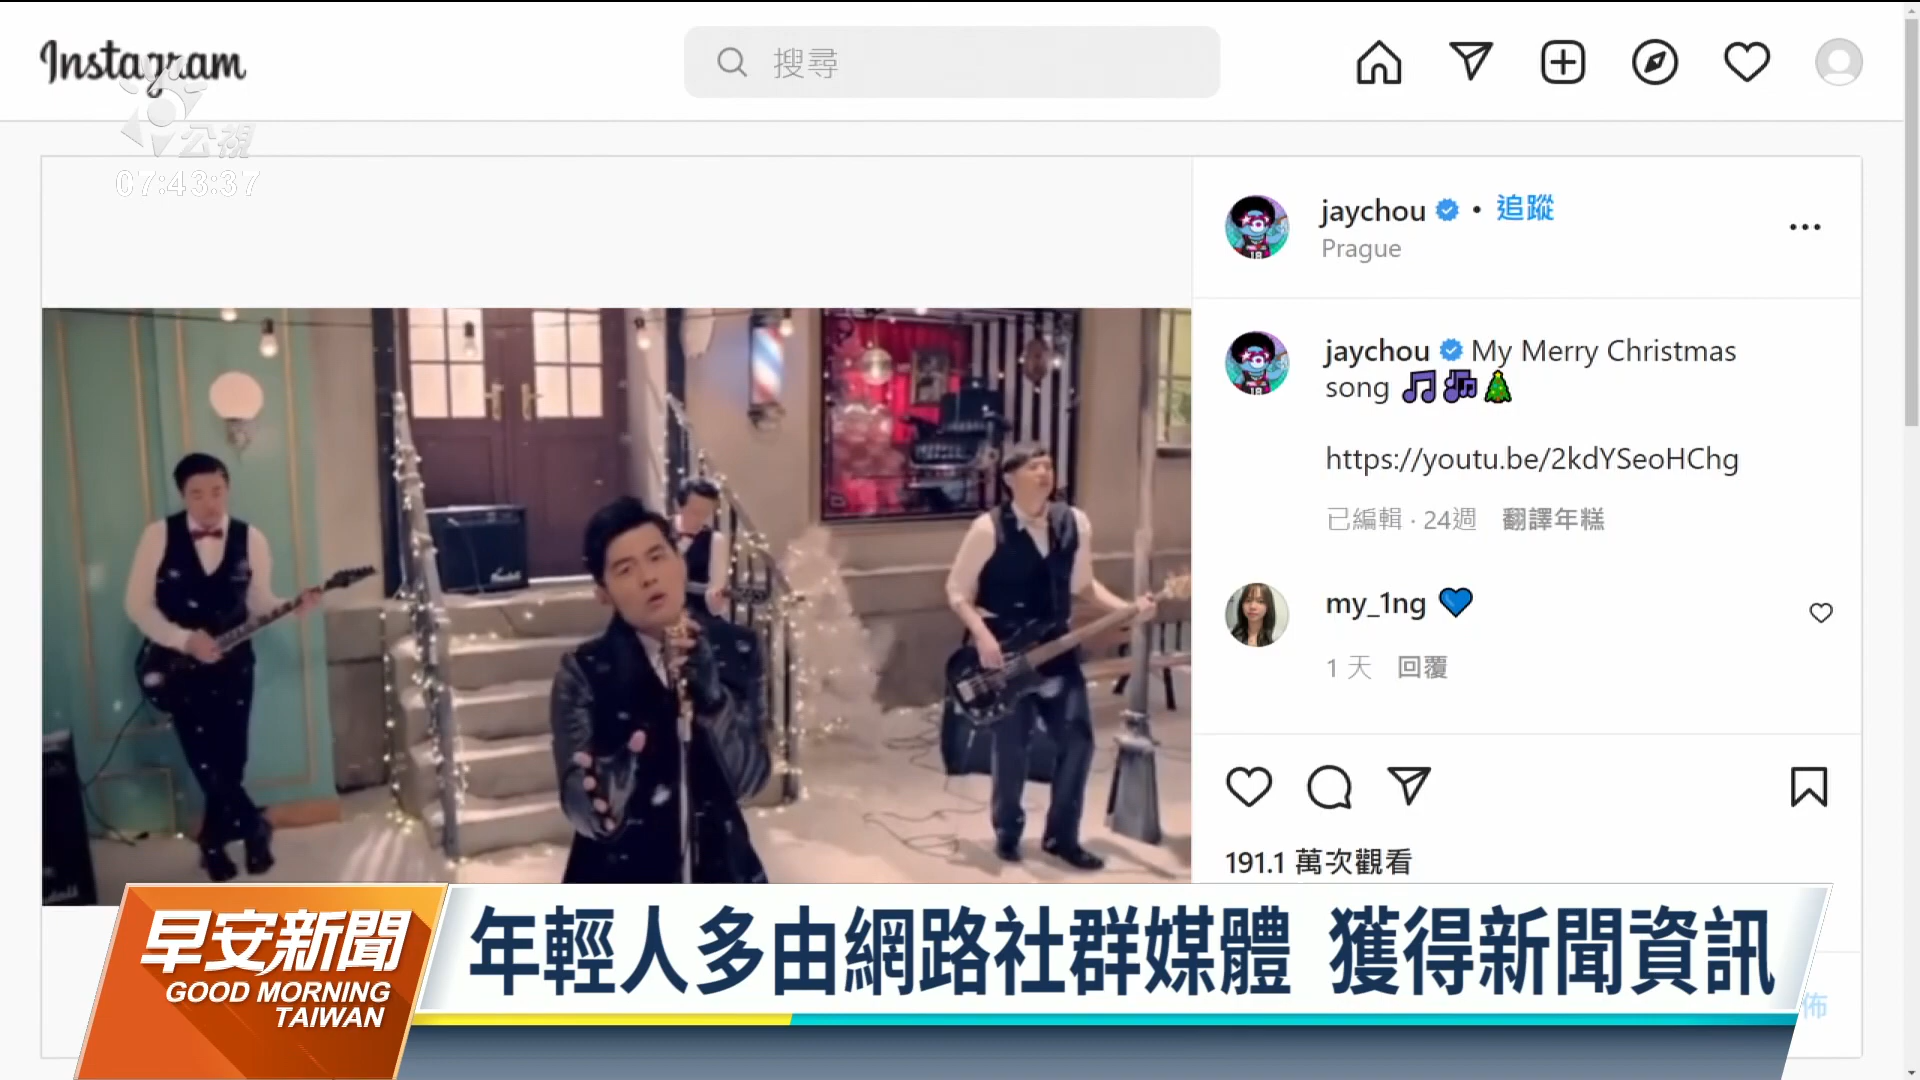 Instagram
搜尋
公視
07:43:37
jaychou • 追蹤
Prague
jaychou My Merry Christmas
song
https://youtu.be/2kdYSeoHChg
已編輯 · 24週 翻譯年糕
my_1ng
1 天 回覆
191.1 萬次觀看
早安新聞
GOOD MORNING
TAIWAN
年輕人多由網路社群媒體 獲得新聞資訊
佈